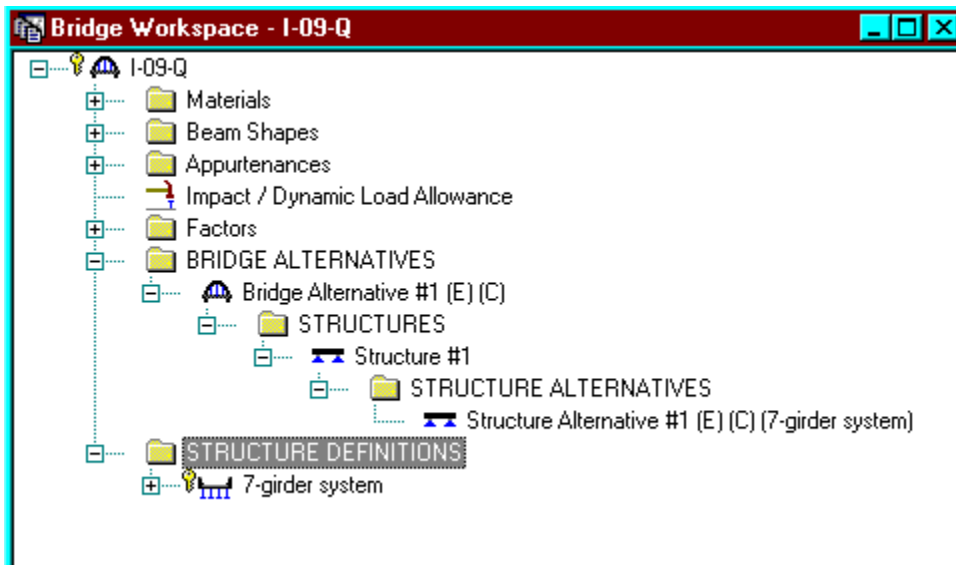 Bridge Workspace - I-09-Q
I-09-Q
Materials
Beam Shapes
Appurtenances
Impact / Dynamic Load Allowance
Factors
BRIDGE ALTERNATIVES
Bridge Alternative #1 (E) (C)
STRUCTURES
Structure #1
STRUCTURE ALTERNATIVES
Structure Alternative #1 (E) (C) (7-girder system)
STRUCTURE DEFINITIONS
7-girder system